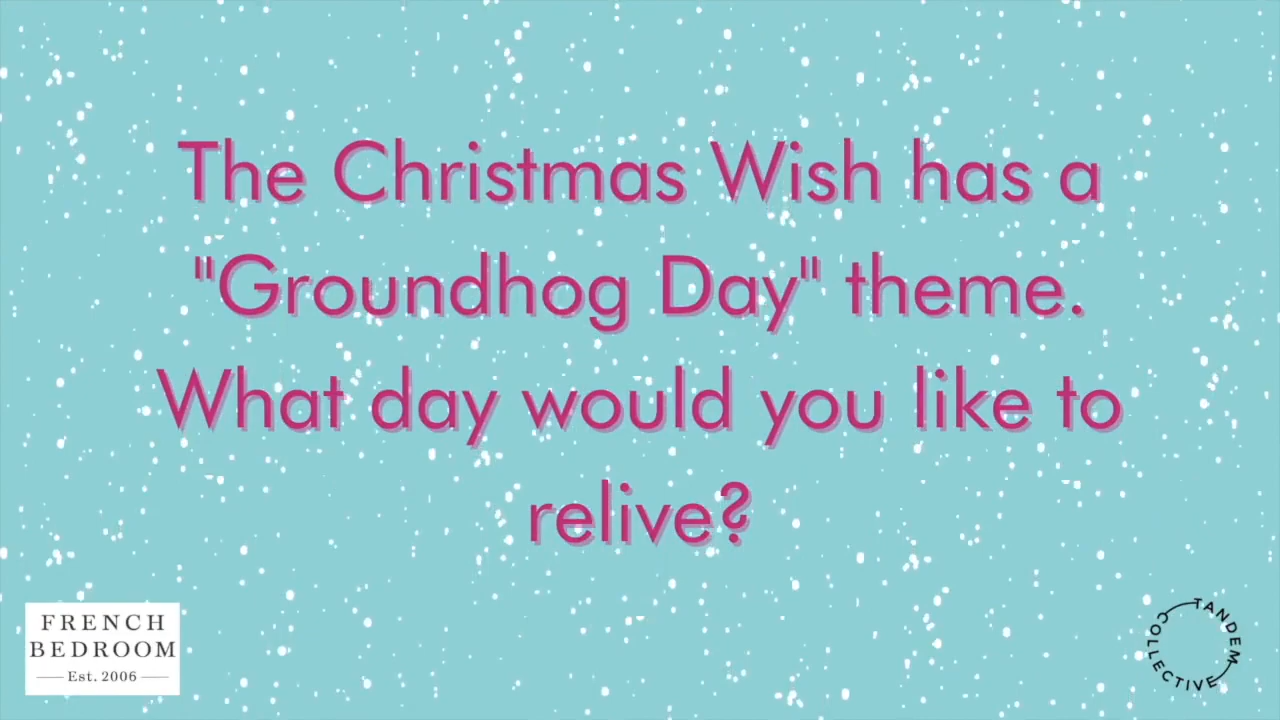 The Christmas Wish has a
"Groundhog Day" theme.
What day would you like to
relive?
FRENCH
BEDROOM
Est. 2006
TANDEM
COLLECTIVE